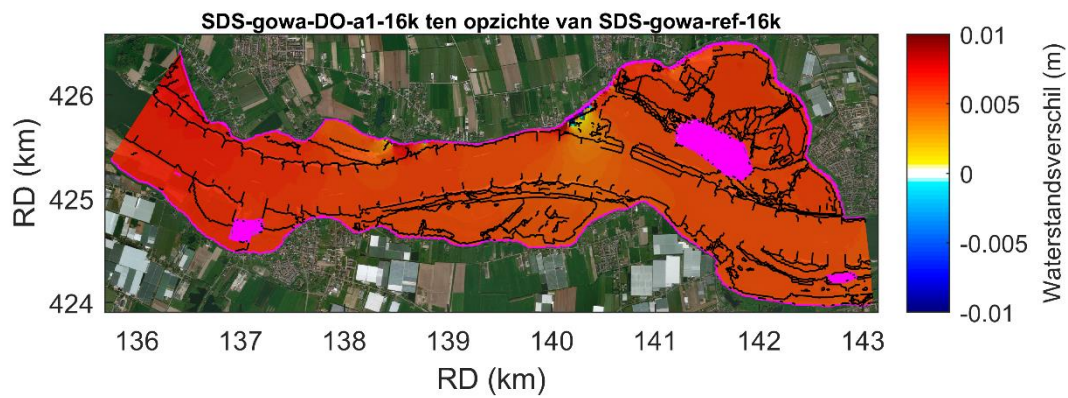 SDS-gowa-DO-a1-16k ten opzichte van SDS-gowa-ref-16k
RD (km)
426
425
424
136 137 138 139 140 141 142 143
RD (km)
0.01
0.005
0
-0.005
-0.01
Waterstandsverschil (m)